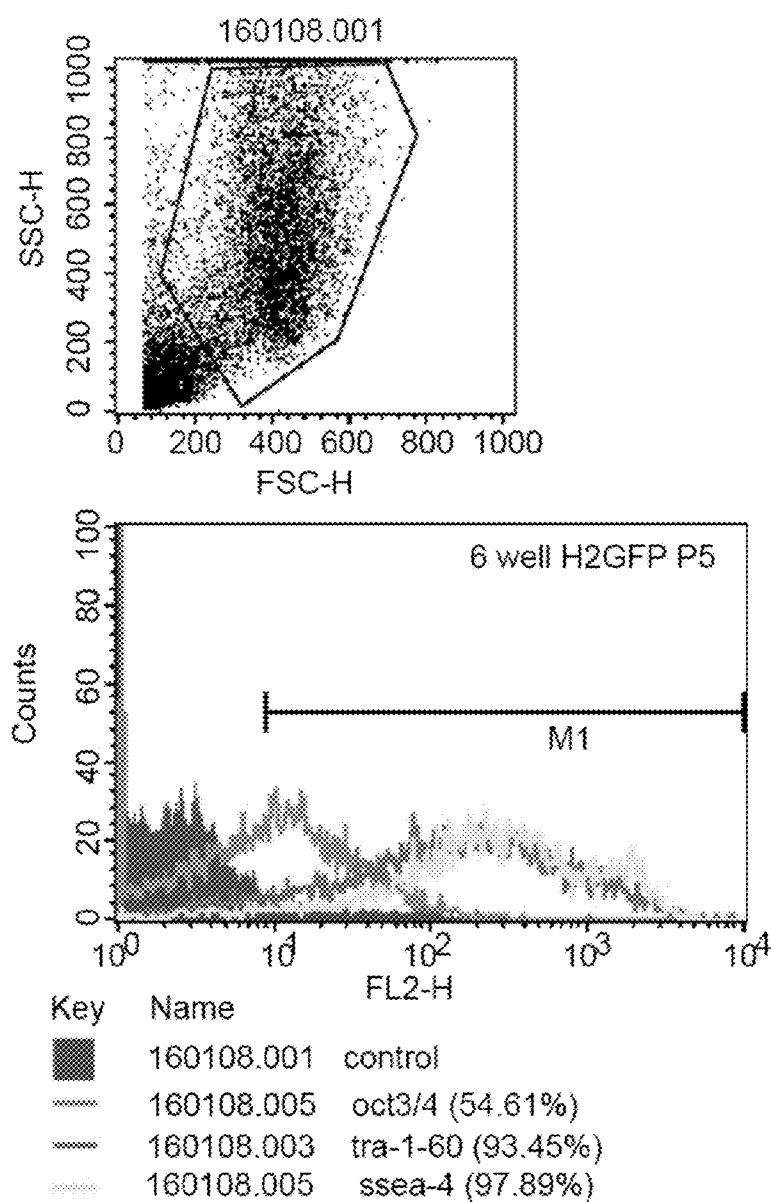 160108.001
SSC-H
0 200 400 600 800 1000
0 200 400 600 800 1000
FSC-H
6 well H2GFP P5
Counts
0 20 40 60 80 100
M1
10^0 10^1 10^2 10^3 10^4
FL2-H
Key Name
160108.001 control
160108.005 oct3/4 (54.61%)
160108.003 tra-1-60 (93.45%)
160108.005 ssea-4 (97.89%)